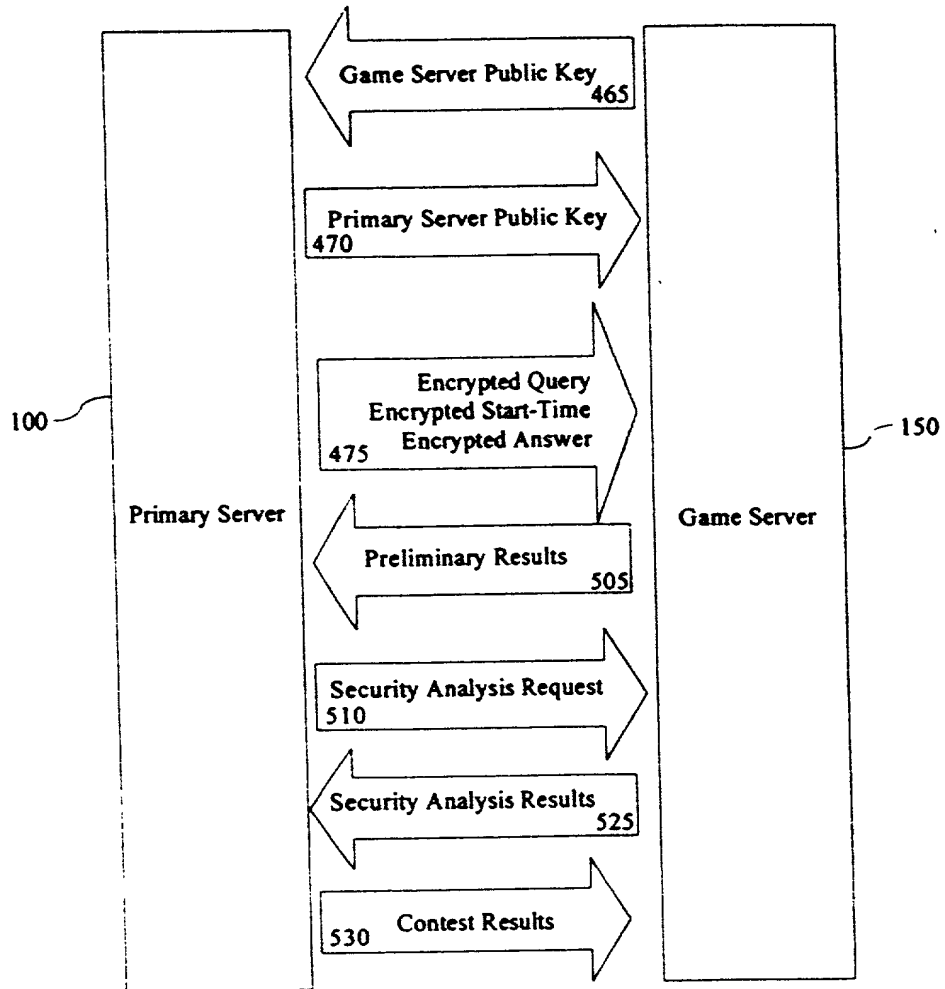 Game Server Public Key
465
Primary Server Public Key
470
Encrypted Query
Encrypted Start-Time
Encrypted Answer
475
100
150
Primary Server
Game Server
Preliminary Results
505
Security Analysis Request
510
Security Analysis Results
525
Contest Results
530